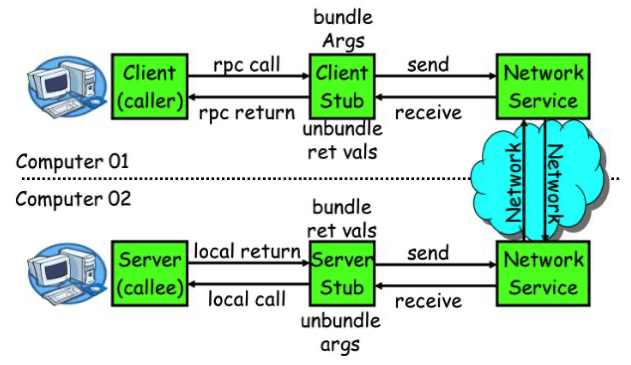 bundle
Args
Client
(caller)
rpc call
rpc return
Client
Stub
send
receive
Network
Service
unbundle
ret vals
Computer 01
Network
Network
Computer 02
bundle
ret vals
Server
(callee)
local return
local call
Server
Stub
send
receive
Network
Service
unbundle
args